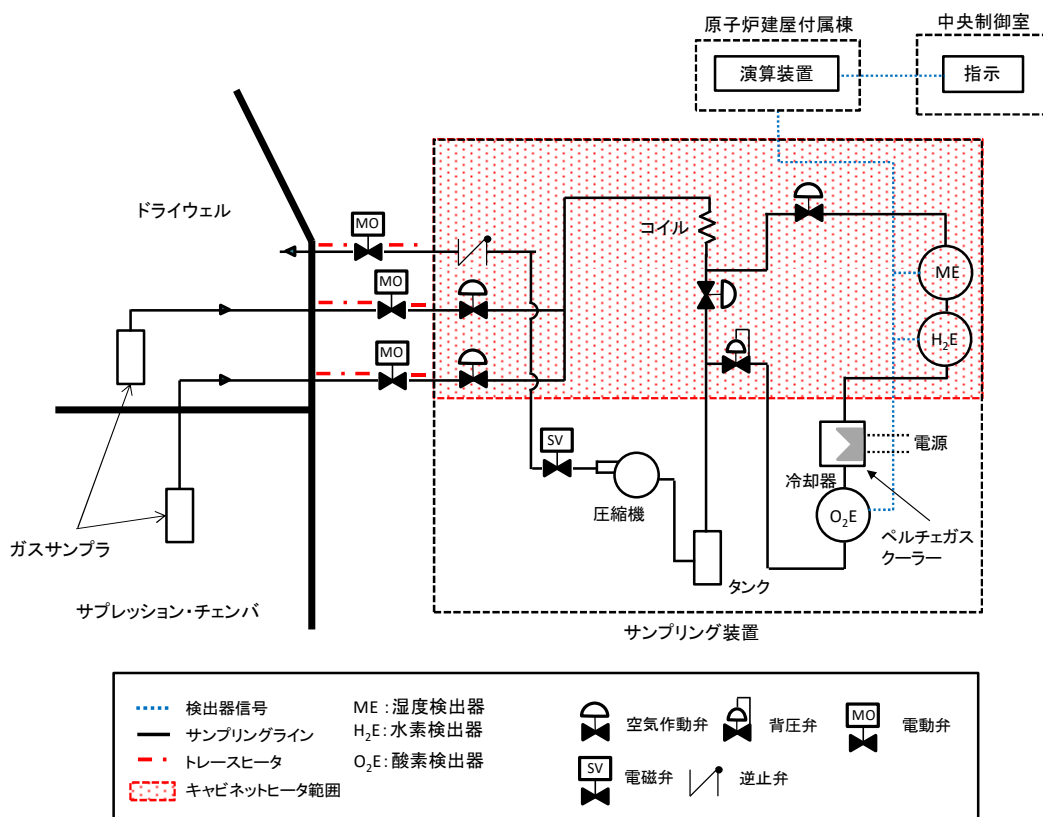 原子炉建屋付属棟
中央制御室
演算装置
指示
ドライウェル
MO
コイル
ME
MO
H₂E
MO
SV
電源
冷却器
圧縮機
O₂E
ペルチェガス
クーラー
ガスサンプラ
タンク
サプレッション・チェンバ
サンプリング装置
検出器信号
サンプリングライン
トレースヒータ
キャビネットヒータ範囲
ME：湿度検出器
H₂E：水素検出器
O₂E：酸素検出器
空気作動弁
背圧弁
MO
電動弁
SV
電磁弁
逆止弁